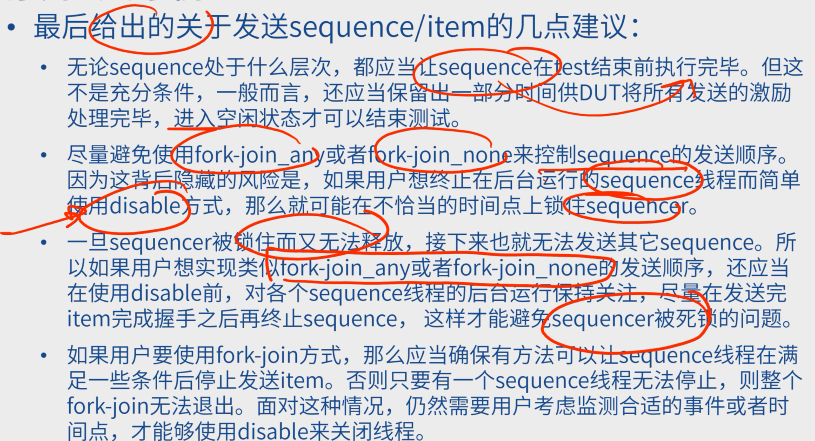 • 最后给出的关于发送sequence/item的几点建议：
• 无论sequence处于什么层次，都应当让sequence在test结束前执行完毕。但这
不是充分条件，一般而言，还应当保留出一部分时间供DUT将所有发送的激励
处理完毕，进入空闲状态才可以结束测试。
• 尽量避免使用fork-join_any或者fork-join_none来控制sequence的发送顺序。
因为这背后隐藏的风险是，如果用户想终止在后台运行的sequence线程而简单
使用disable方式，那么就可能在不恰当的时间点上锁住sequencer。
• 一旦sequencer被锁住而又无法释放，接下来也就无法发送其它sequence。所
以如果用户想实现类似fork-join_any或者fork-join_none的发送顺序，还应当
在使用disable前，对各个sequence线程的后台运行保持关注，尽量在发送完
item完成握手之后再终止sequence， 这样才能避免sequencer被死锁的问题。
• 如果用户要使用fork-join方式，那么应当确保有方法可以让sequence线程在满
足一些条件后停止发送item。否则只要有一个sequence线程无法停止，则整个
fork-join无法退出。面对这种情况，仍然需要用户考虑监测合适的事件或者时
间点，才能够使用disable来关闭线程。